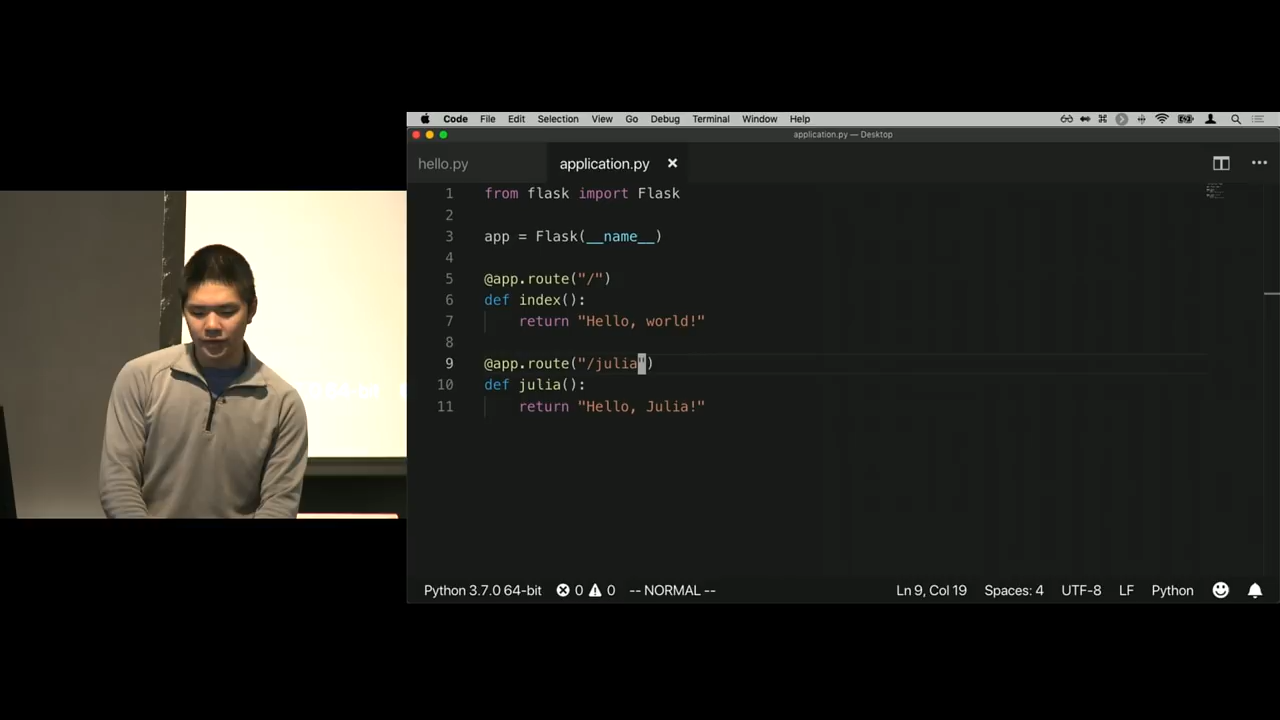 Code File Edit Selection View Go Debug Terminal Window Help
application.py — Desktop
hello.py application.py
1 from flask import Flask
2
3 app = Flask(__name__)
4
5 @app.route("/")
6 def index():
7 return "Hello, world!"
8
9 @app.route("/julia")
10 def julia():
11 return "Hello, Julia!"
Python 3.7.0 64-bit 0 0 -- NORMAL -- Ln 9, Col 19 Spaces: 4 UTF-8 LF Python